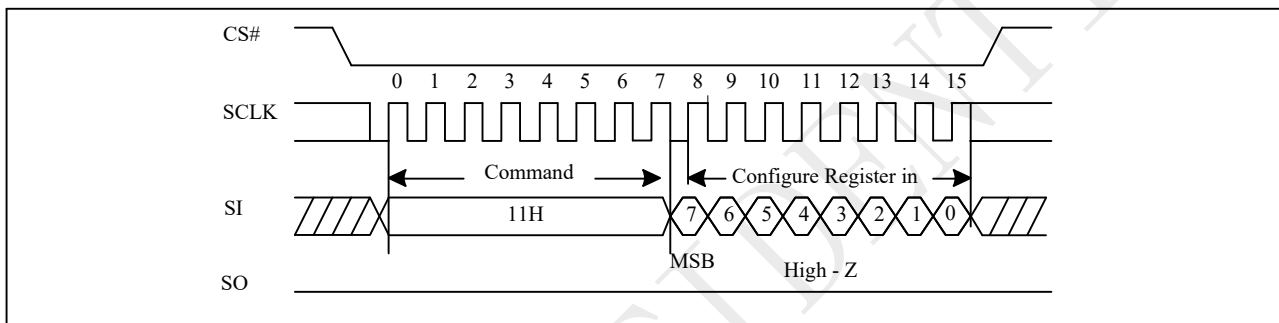 CS#
0 1 2 3 4 5 6 7 8 9 10 11 12 13 14 15
SCLK
Command Configure Register in
SI 11H 7 6 5 4 3 2 1 0
MSB High - Z
SO